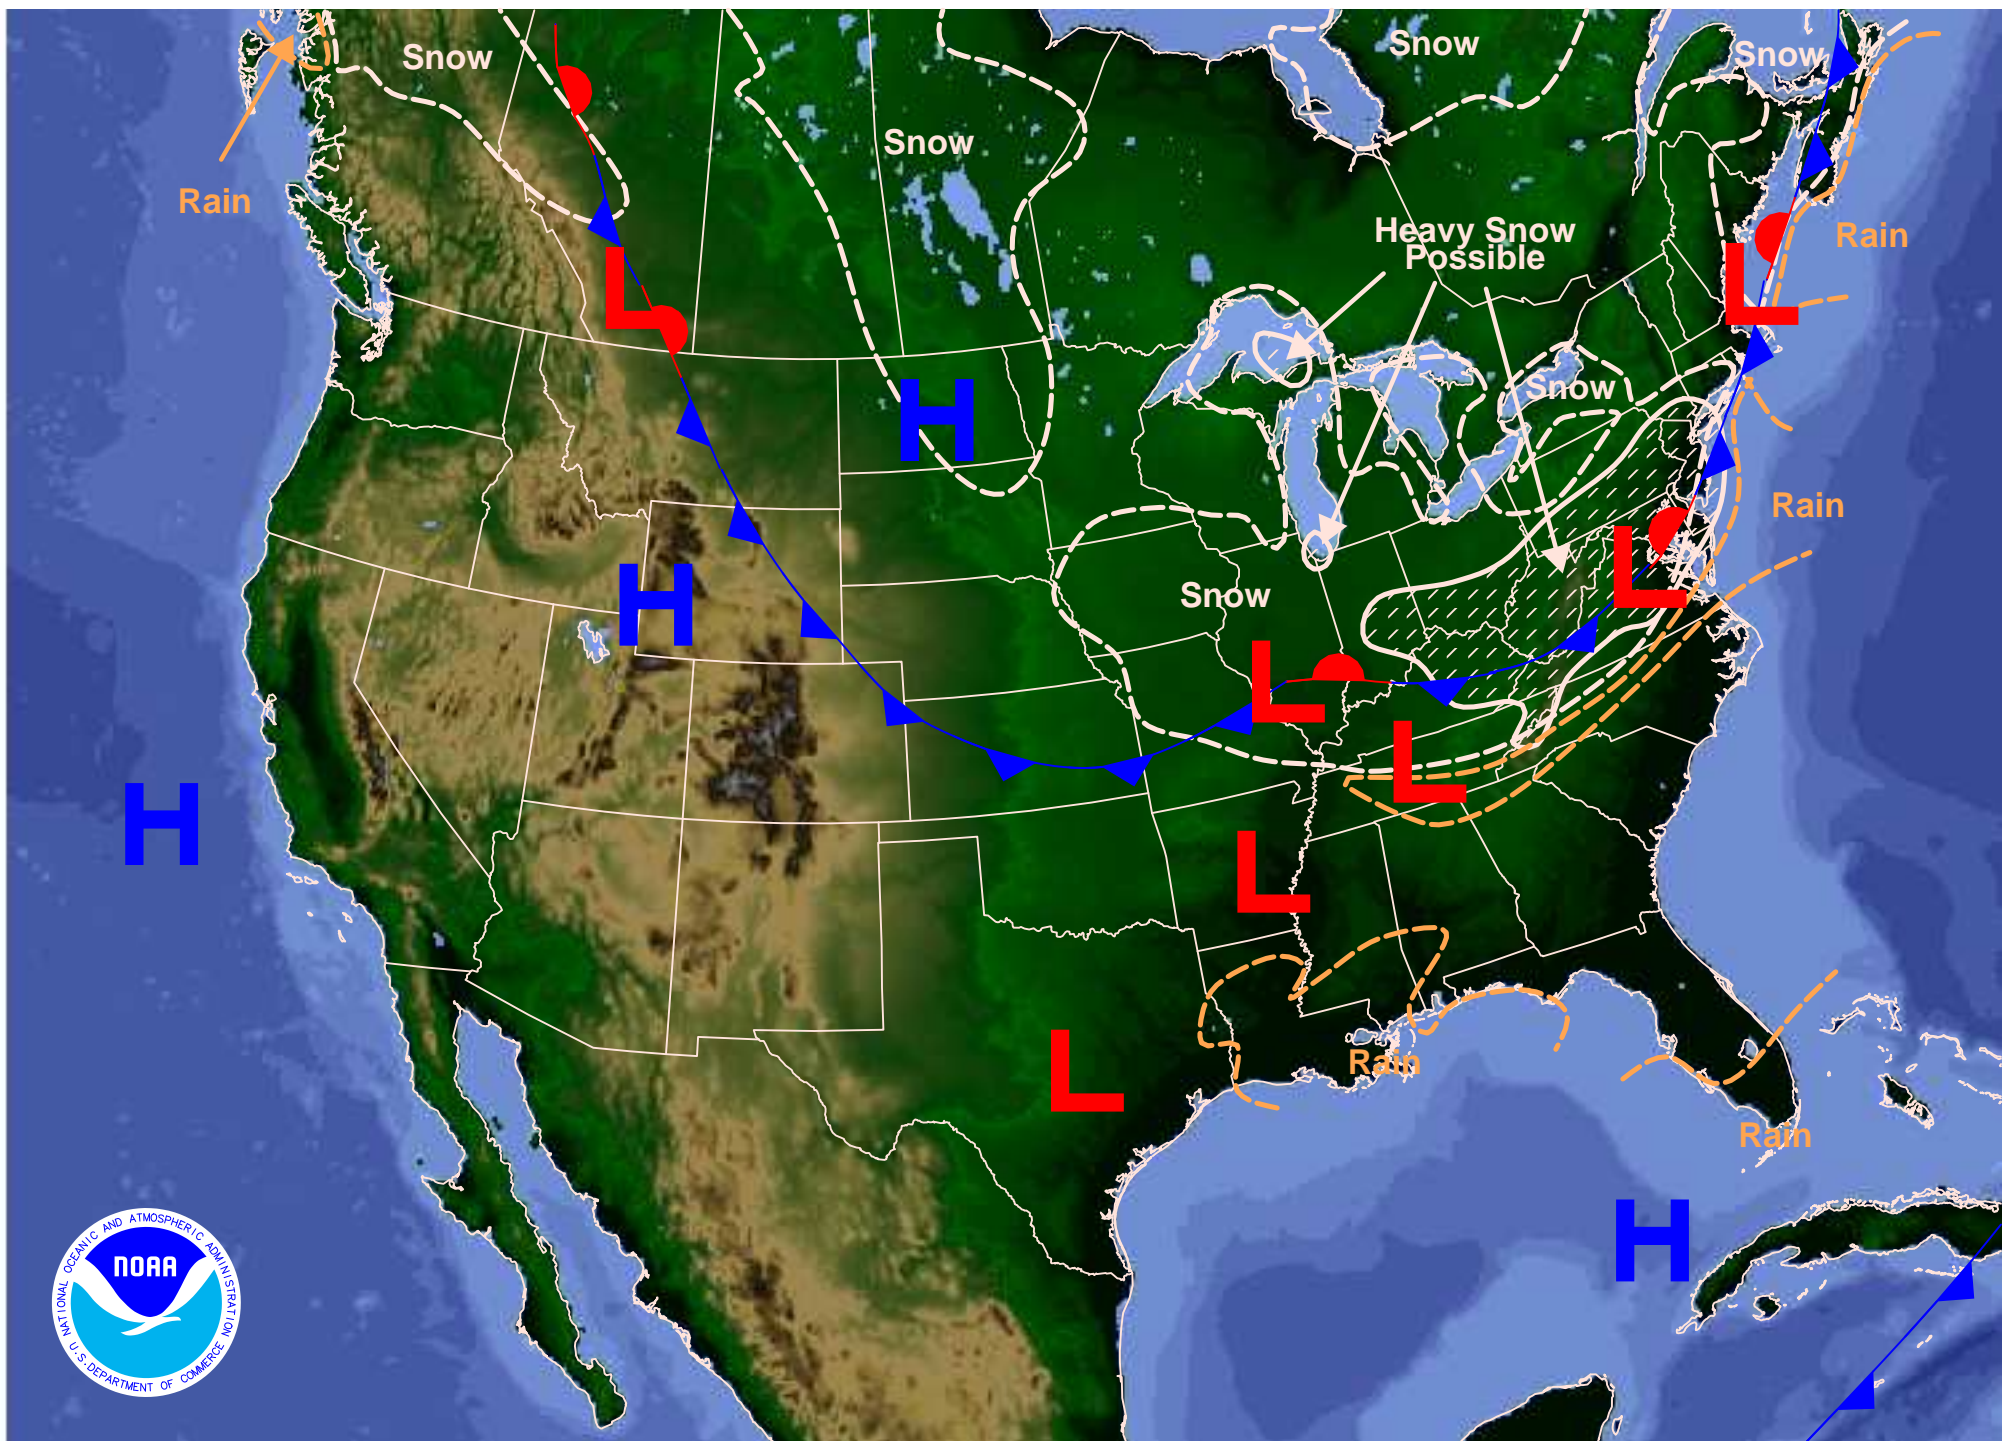 Snow
Snow
Snow
Snow
Rain
Heavy Snow
Possible
Rain
L
L
Snow
H
Rain
H
L
Snow
L
L
H
L
L
Rain
Rain
H
NATIONAL OCEANIC AND ATMOSPHERIC ADMINISTRATION
NOAA
U.S. DEPARTMENT OF COMMERCE